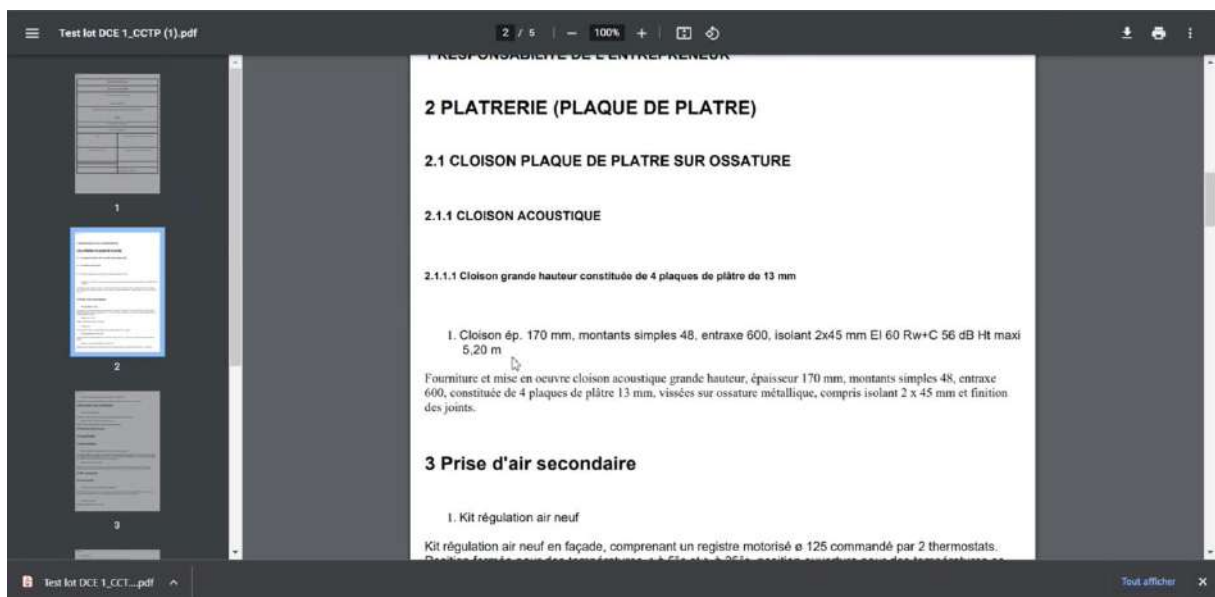 Test lot DCE 1_CCTP (1).pdf
2 / 5
100%
1
2
3
1 RESPONSABILITE DE L'ENTREPRENEUR
2 PLATRERIE (PLAQUE DE PLATRE)
2.1 CLOISON PLAQUE DE PLATRE SUR OSSATURE
2.1.1 CLOISON ACOUSTIQUE
2.1.1.1 Cloison grande hauteur constituée de 4 plaques de plâtre de 13 mm
1. Cloison ép. 170 mm, montants simples 48, entraxe 600, isolant 2x45 mm EI 60 Rw+C 56 dB Ht maxi
5,20 m
Fourniture et mise en oeuvre cloison acoustique grande hauteur, épaisseur 170 mm, montants simples 48, entraxe
600, constituée de 4 plaques de plâtre 13 mm, vissées sur ossature métallique, compris isolant 2 x 45 mm et finition
des joints.
3 Prise d'air secondaire
1. Kit régulation air neuf
Kit régulation air neuf en façade, comprenant un registre motorisé ø 125 commandé par 2 thermostats.
Test lot DCE 1_CCT....pdf
Tout afficher